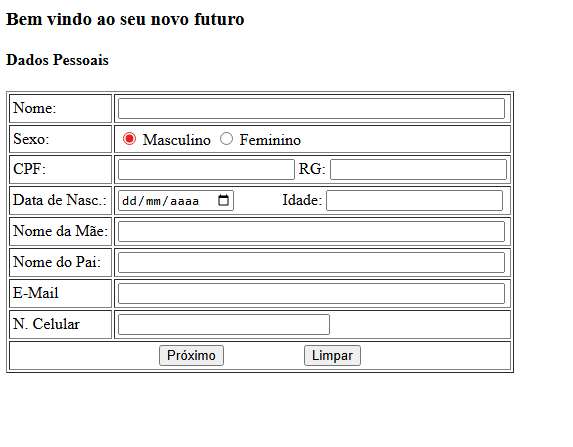 Bem vindo ao seu novo futuro
Dados Pessoais
Nome:
Sexo: Masculino Feminino
CPF: RG:
Data de Nasc.: dd/mm/aaaa Idade:
Nome da Mãe:
Nome do Pai:
E-Mail
N. Celular
Próximo Limpar